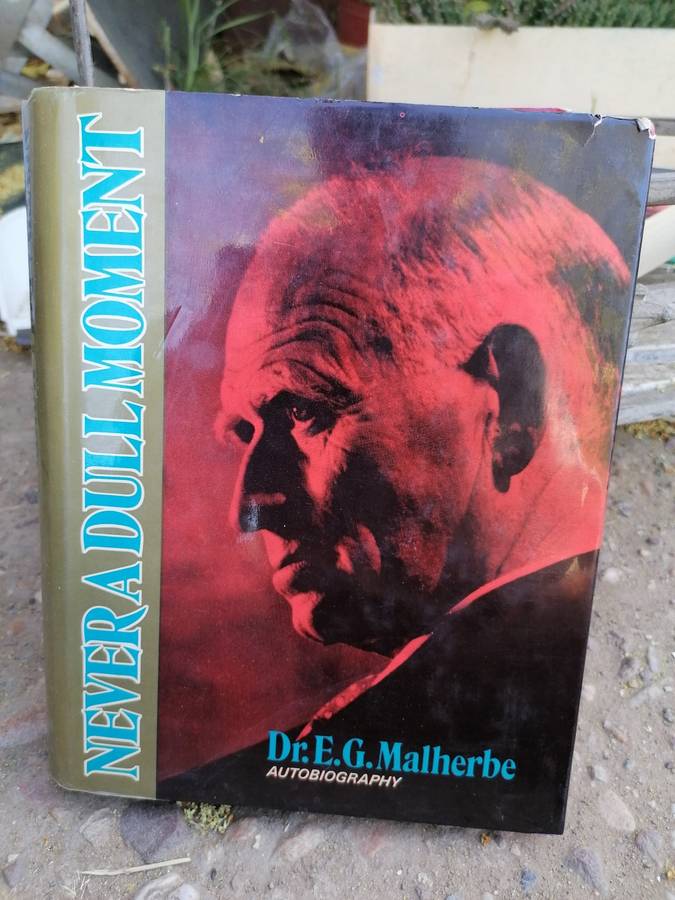 NEVER A DULL MOMENT
Dr. E.G. Malherbe
AUTOBIOGRAPHY